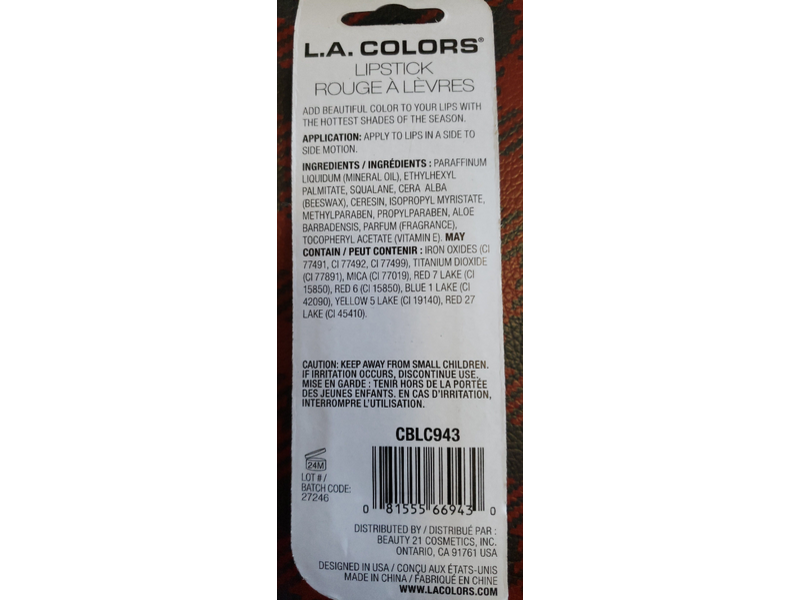 L.A. COLORS®
LIPSTICK
ROUGE À LÈVRES
ADD BEAUTIFUL COLOR TO YOUR LIPS WITH
THE HOTTEST SHADES OF THE SEASON.
APPLICATION: APPLY TO LIPS IN A SIDE TO
SIDE MOTION.
INGREDIENTS / INGRÉDIENTS : PARAFFINUM
LIQUIDUM (MINERAL OIL), ETHYLHEXYL
PALMITATE, SQUALANE, CERA ALBA
(BEESWAX), CERESIN, ISOPROPYL MYRISTATE,
METHYLPARABEN, PROPYLPARABEN, ALOE
BARBADENSIS, PARFUM (FRAGRANCE),
TOCOPHERYL ACETATE (VITAMIN E). MAY
CONTAIN / PEUT CONTENIR : IRON OXIDES (CI
77491, CI 77492, CI 77499), TITANIUM DIOXIDE
(CI 77891), MICA (CI 77019), RED 7 LAKE (CI
15850), RED 6 (CI 15850), BLUE 1 LAKE (CI
42090), YELLOW 5 LAKE (CI 19140), RED 27
LAKE (CI 45410).
CAUTION: KEEP AWAY FROM SMALL CHILDREN.
IF IRRITATION OCCURS, DISCONTINUE USE.
MISE EN GARDE : TENIR HORS DE LA PORTÉE
DES JEUNES ENFANTS. EN CAS D'IRRITATION,
INTERROMPRE L'UTILISATION.
CBLC943
24M
LOT # /
BATCH CODE:
27246
0 81555 66943 0
DISTRIBUTED BY / DISTRIBUÉ PAR :
BEAUTY 21 COSMETICS, INC.
ONTARIO, CA 91761 USA
DESIGNED IN USA / CONÇU AUX ÉTATS-UNIS
MADE IN CHINA / FABRIQUÉ EN CHINE
WWW.LACOLORS.COM